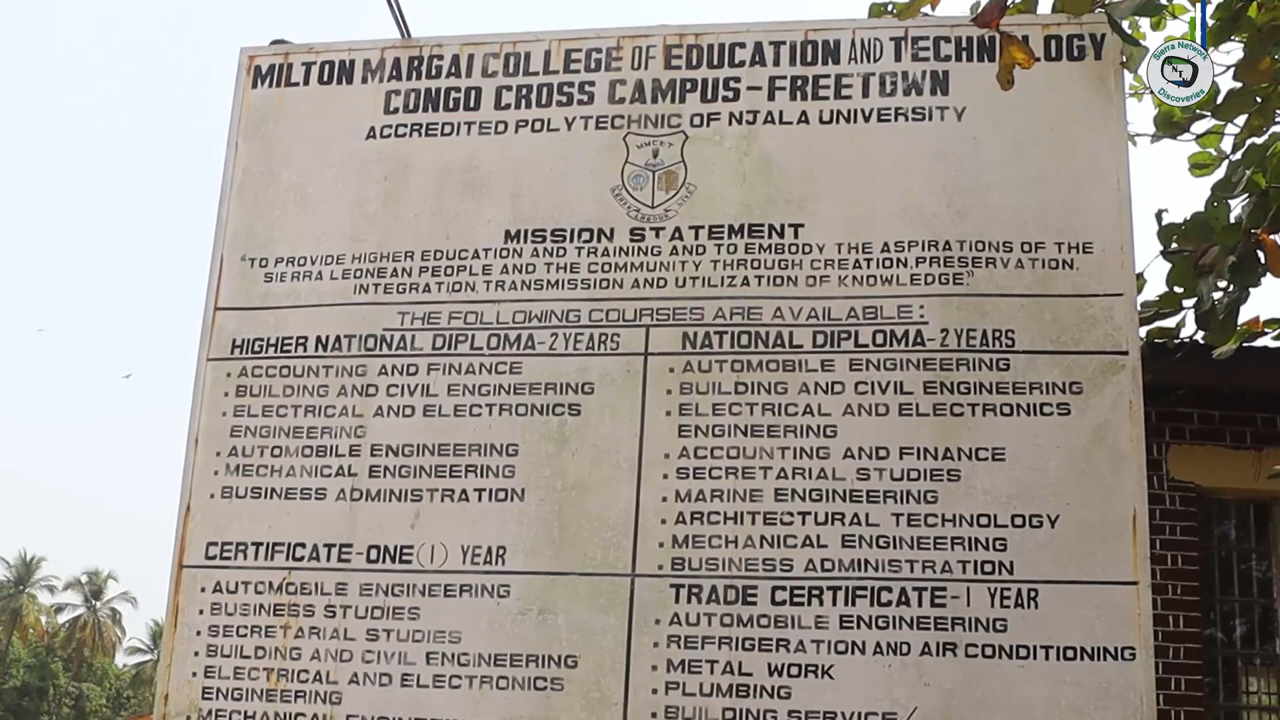 MILTON MARGAI COLLEGE OF EDUCATION AND TECHNOLOGY
CONGO CROSS CAMPUS-FREETOWN
ACCREDITED POLYTECHNIC OF NJALA UNIVERSITY
MMCET
LEARN LABOUR LIVE
MISSION STATEMENT
"TO PROVIDE HIGHER EDUCATION AND TRAINING AND TO EMBODY THE ASPIRATIONS OF THE
SIERRA LEONEAN PEOPLE AND THE COMMUNITY THROUGH CREATION, PRESERVATION,
INTEGRATION, TRANSMISSION AND UTILIZATION OF KNOWLEDGE."
THE FOLLOWING COURSES ARE AVAILABLE:
HIGHER NATIONAL DIPLOMA-2 YEARS
. ACCOUNTING AND FINANCE
. BUILDING AND CIVIL ENGINEERING
. ELECTRICAL AND ELECTRONICS
ENGINEERING
. AUTOMOBILE ENGINEERING
. MECHANICAL ENGINEERING
. BUSINESS ADMINISTRATION
CERTIFICATE-ONE (1) YEAR
. AUTOMOBILE ENGINEERING
. BUSINESS STUDIES
. SECRETARIAL STUDIES
. BUILDING AND CIVIL ENGINEERING
. ELECTRICAL AND ELECTRONICS
ENGINEERING
. MECHANICAL ENGINEERING
NATIONAL DIPLOMA-2 YEARS
. AUTOMOBILE ENGINEERING
. BUILDING AND CIVIL ENGINEERING
. ELECTRICAL AND ELECTRONICS
ENGINEERING
. ACCOUNTING AND FINANCE
. SECRETARIAL STUDIES
. MARINE ENGINEERING
. ARCHITECTURAL TECHNOLOGY
. MECHANICAL ENGINEERING
. BUSINESS ADMINISTRATION
TRADE CERTIFICATE-1 YEAR
. AUTOMOBILE ENGINEERING
. REFRIGERATION AND AIR CONDITIONING
. METAL WORK
. PLUMBING
. BUILDING SERVICE/
Sierra Network
Discoveries